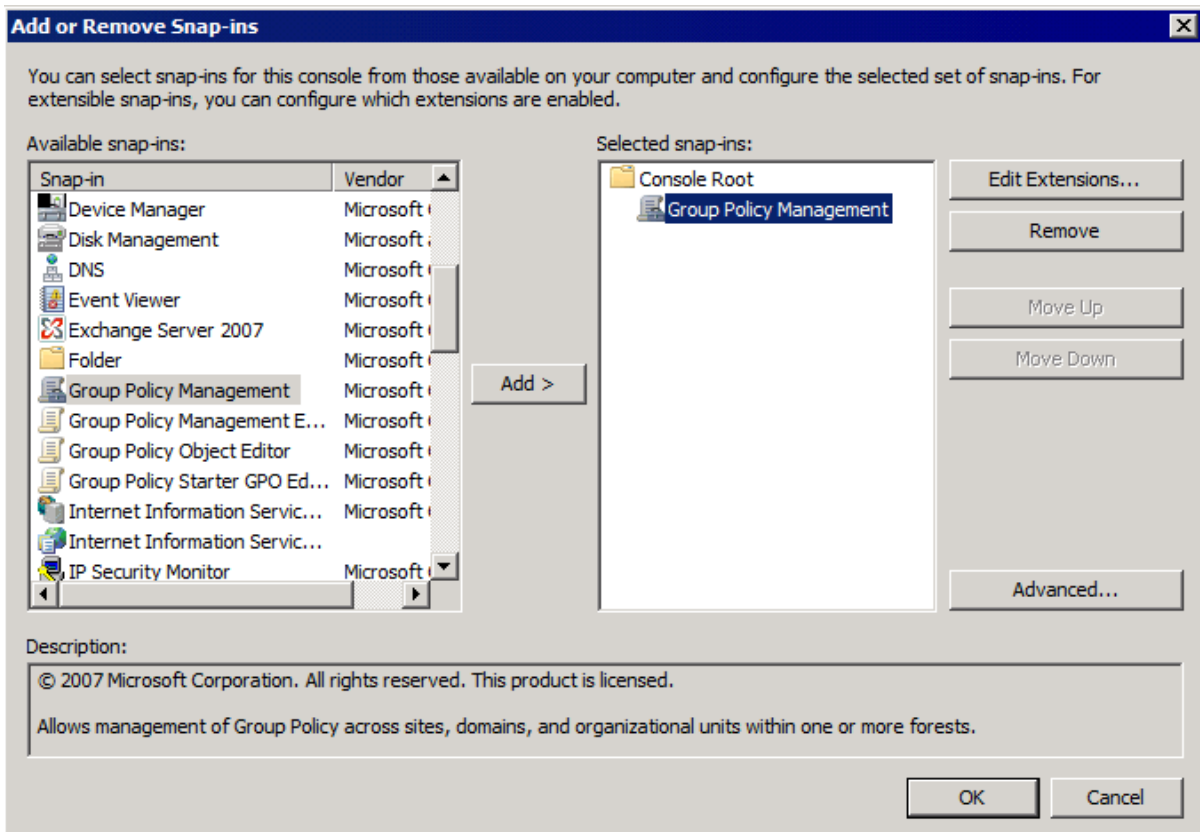 Add or Remove Snap-ins
You can select snap-ins for this console from those available on your computer and configure the selected set of snap-ins. For
extensible snap-ins, you can configure which extensions are enabled.
Available snap-ins:
Snap-in Vendor
Device Manager Microsoft
Disk Management Microsoft
DNS Microsoft
Event Viewer Microsoft
Exchange Server 2007 Microsoft
Folder Microsoft
Group Policy Management Microsoft
Group Policy Management E... Microsoft
Group Policy Object Editor Microsoft
Group Policy Starter GPO Ed... Microsoft
Internet Information Servic... Microsoft
Internet Information Servic...
IP Security Monitor Microsoft
Add >
Selected snap-ins:
Console Root
Group Policy Management
Edit Extensions...
Remove
Move Up
Move Down
Advanced...
Description:
© 2007 Microsoft Corporation. All rights reserved. This product is licensed.
Allows management of Group Policy across sites, domains, and organizational units within one or more forests.
OK
Cancel